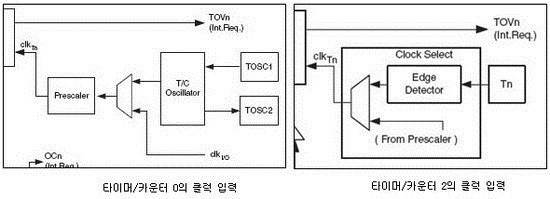 TOVn
(Int.Req.)
clkTn
Prescaler
T/C
Oscillator
TOSC1
TOSC2
clkI/O
OCn
(Int.Req.)
타이머/카운터 0의 클럭 입력
TOVn
(Int.Req.)
clkTn
Clock Select
Edge
Detector
Tn
( From Prescaler )
타이머/카운터 2의 클럭 입력